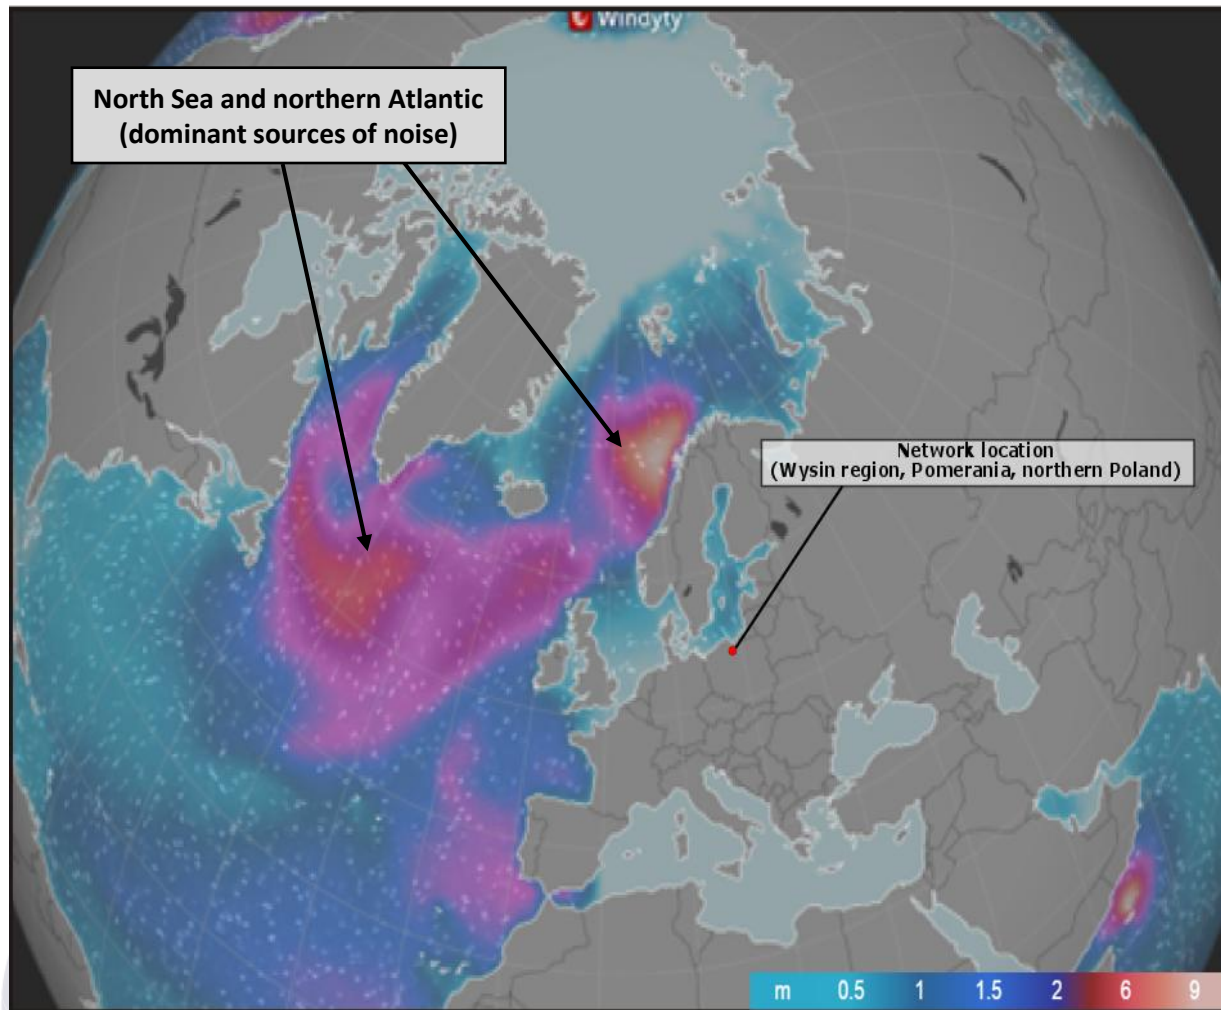 Windyty
North Sea and northern Atlantic
(dominant sources of noise)
Network location
(Wysin region, Pomerania, northern Poland)
m 0.5 1 1.5 2 6 9